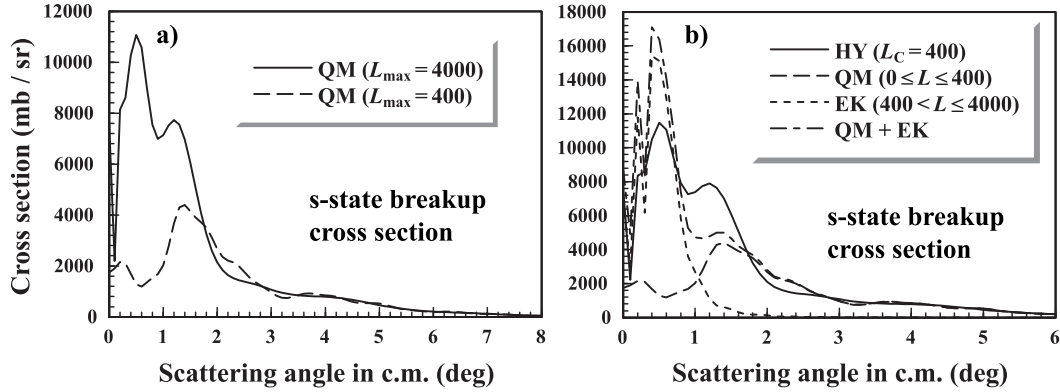 Cross section (mb / sr)
12000
10000
8000
6000
4000
2000
0
a)
QM (Lmax = 4000)
QM (Lmax = 400)
s-state breakup
cross section
0 1 2 3 4 5 6 7 8
Scattering angle in c.m. (deg)
18000
16000
14000
12000
10000
8000
6000
4000
2000
0
b)
HY (LC = 400)
QM (0 ≤ L ≤ 400)
EK (400 < L ≤ 4000)
QM + EK
s-state breakup
cross section
0 1 2 3 4 5 6
Scattering angle in c.m. (deg)